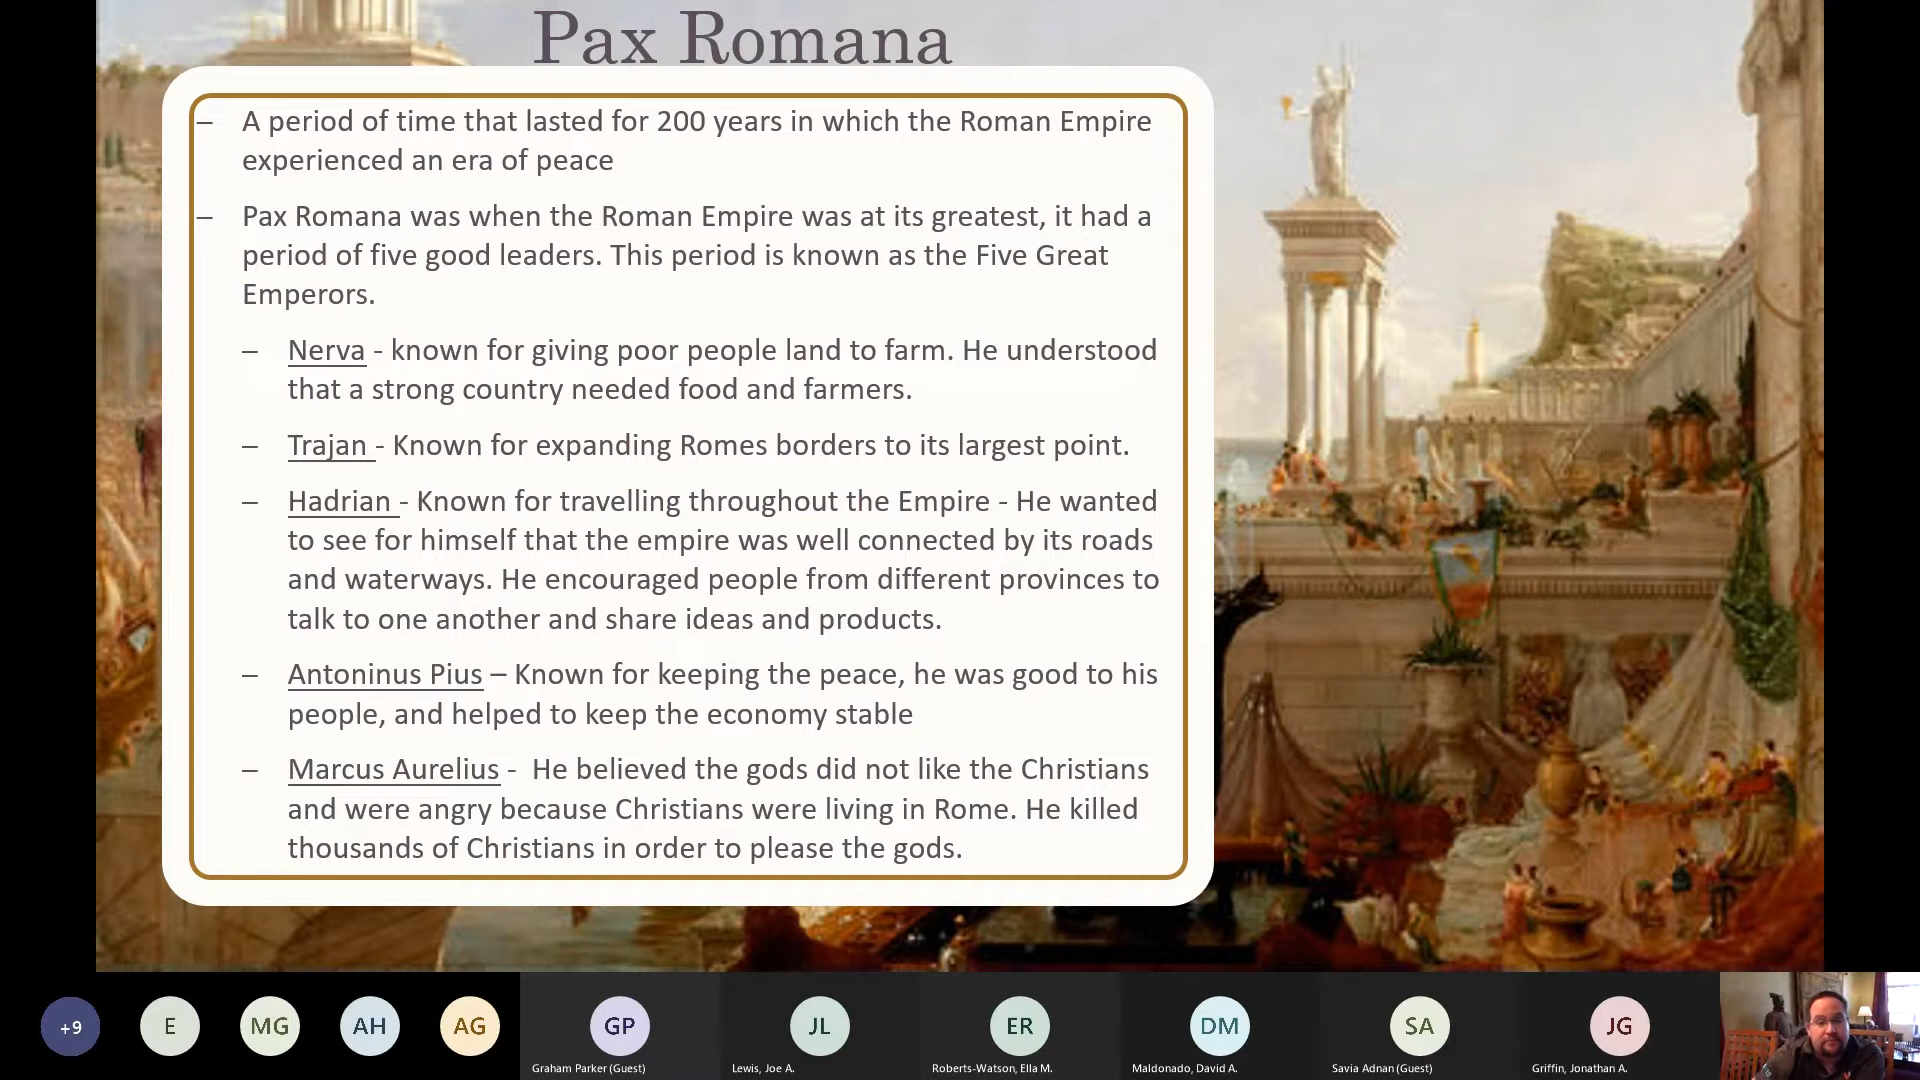 Pax Romana
– A period of time that lasted for 200 years in which the Roman Empire
experienced an era of peace
– Pax Romana was when the Roman Empire was at its greatest, it had a
period of five good leaders. This period is known as the Five Great
Emperors.
– Nerva - known for giving poor people land to farm. He understood
that a strong country needed food and farmers.
– Trajan - Known for expanding Romes borders to its largest point.
– Hadrian - Known for travelling throughout the Empire - He wanted
to see for himself that the empire was well connected by its roads
and waterways. He encouraged people from different provinces to
talk to one another and share ideas and products.
– Antoninus Pius – Known for keeping the peace, he was good to his
people, and helped to keep the economy stable
– Marcus Aurelius - He believed the gods did not like the Christians
and were angry because Christians were living in Rome. He killed
thousands of Christians in order to please the gods.
+9
E
MG
AH
AG
GP
JL
ER
DM
SA
JG
Graham Parker (Guest)
Lewis, Joe A.
Roberts-Watson, Ella M.
Maldonado, David A.
Savia Adnan (Guest)
Griffin, Jonathan A.